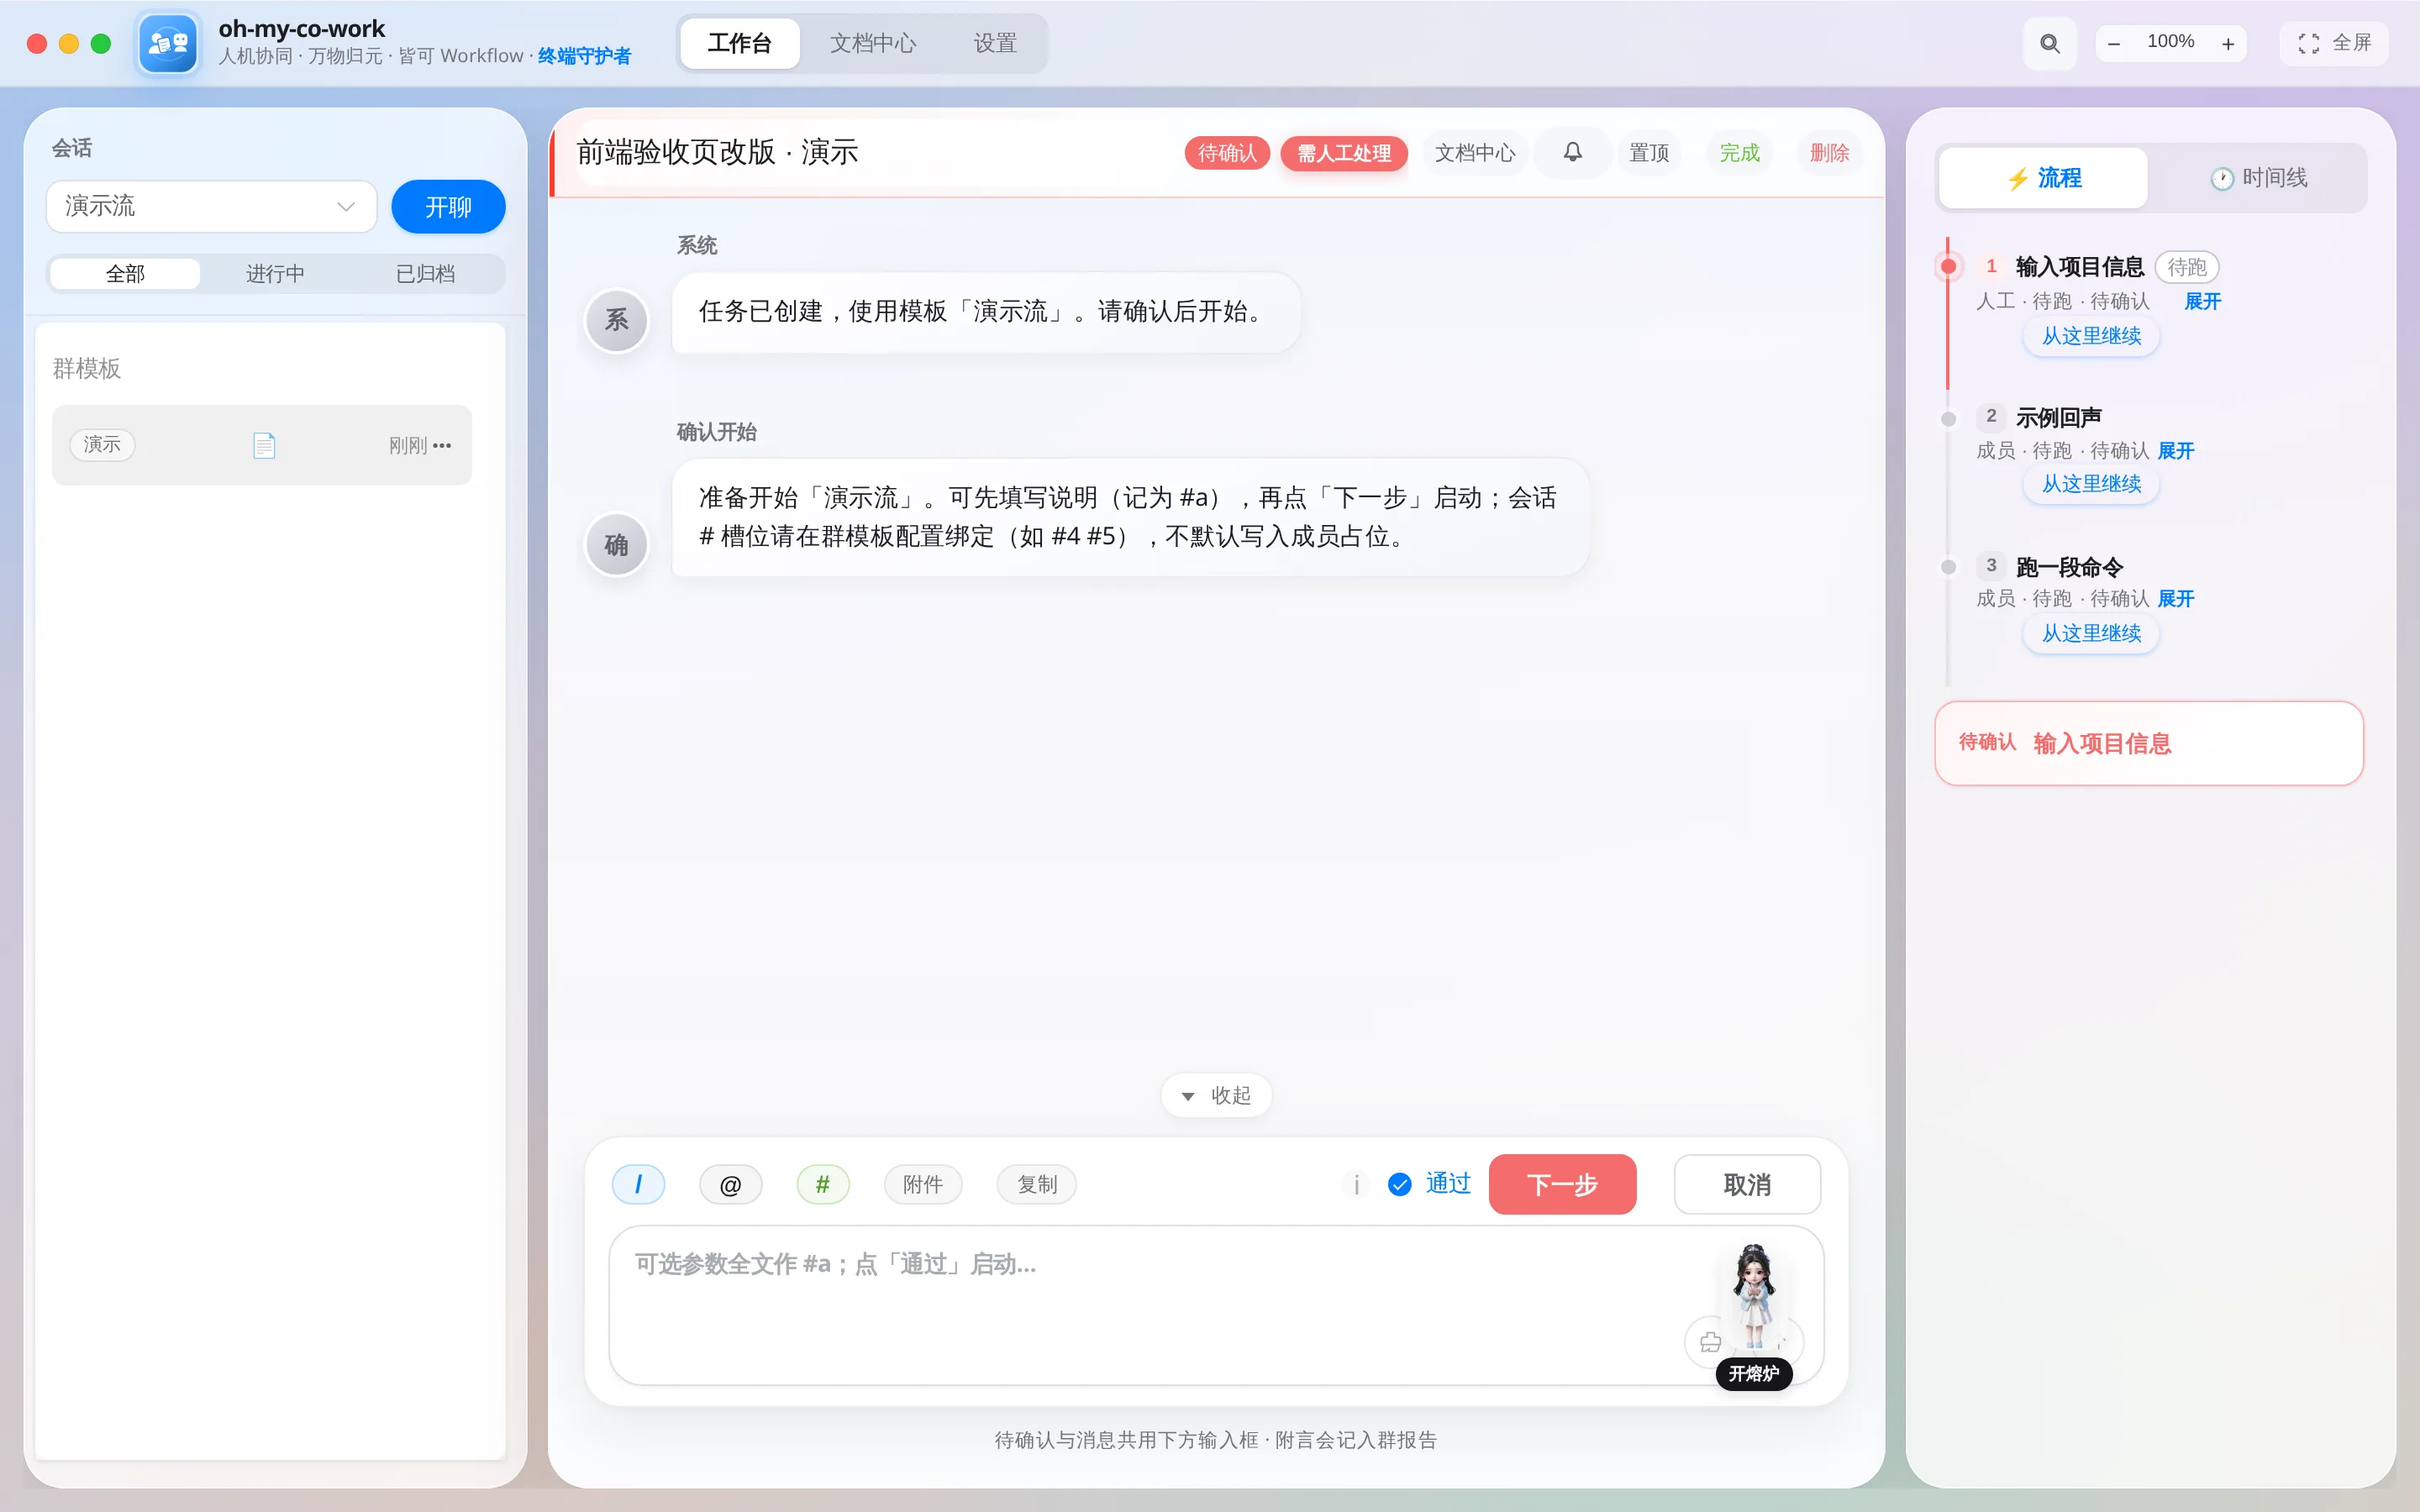 oh-my-co-work
人机协同 · 万物归元 · 皆可 Workflow · 终端守护者
工作台
文档中心
设置
100%
全屏
会话
演示流
开聊
全部
进行中
已归档
群模板
演示
刚刚
前端验收页改版 · 演示
待确认
需人工处理
文档中心
置顶
完成
删除
系统
系
任务已创建，使用模板「演示流」。请确认后开始。
确认开始
确
准备开始「演示流」。可先填写说明（记为 #a），再点「下一步」启动；会话
# 槽位请在群模板配置绑定（如 #4 #5），不默认写入成员占位。
收起
/
@
#
附件
复制
i
通过
下一步
取消
可选参数全文作 #a；点「通过」启动...
开熔炉
待确认与消息共用下方输入框 · 附言会记入群报告
流程
时间线
1 输入项目信息 待跑
人工 · 待跑 · 待确认 展开
从这里继续
2 示例回声
成员 · 待跑 · 待确认 展开
从这里继续
3 跑一段命令
成员 · 待跑 · 待确认 展开
从这里继续
待确认 输入项目信息